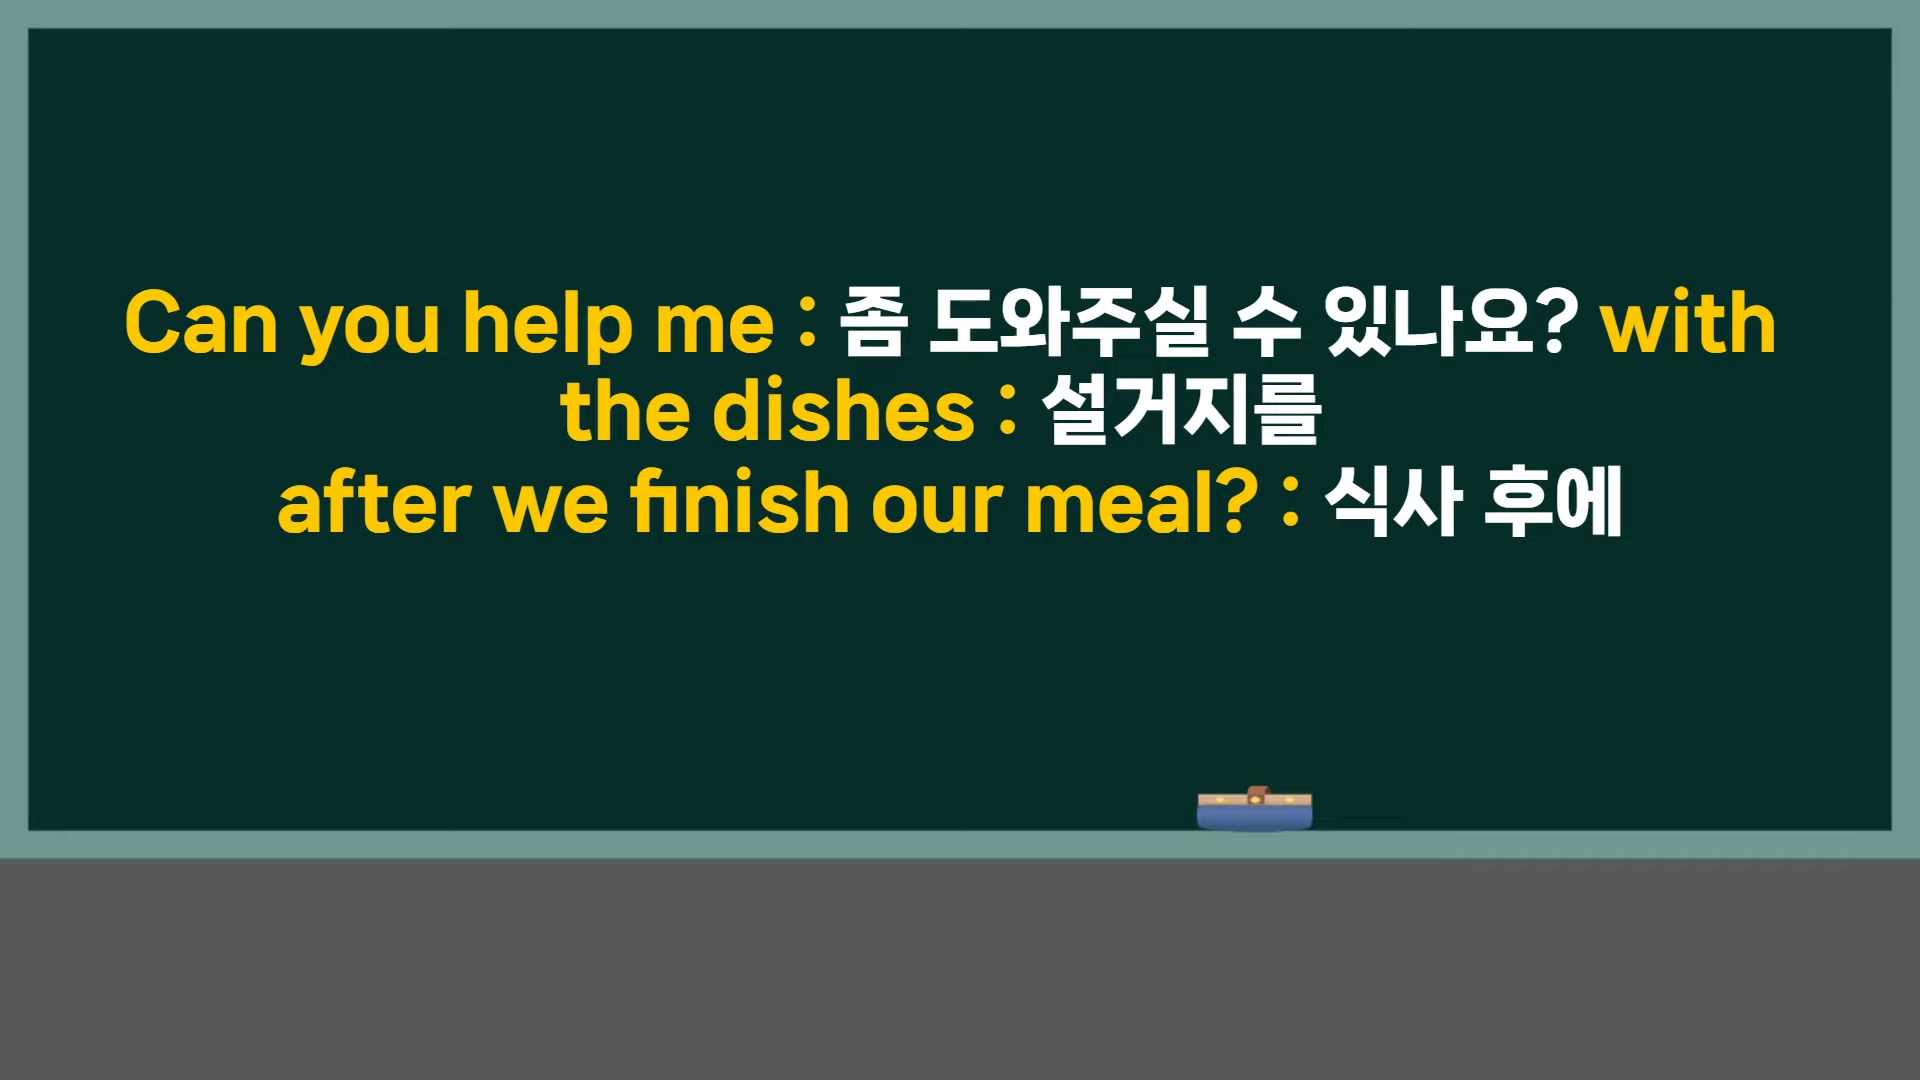 Can you help me : 좀 도와주실 수 있나요? with
the dishes : 설거지를
after we finish our meal? : 식사 후에